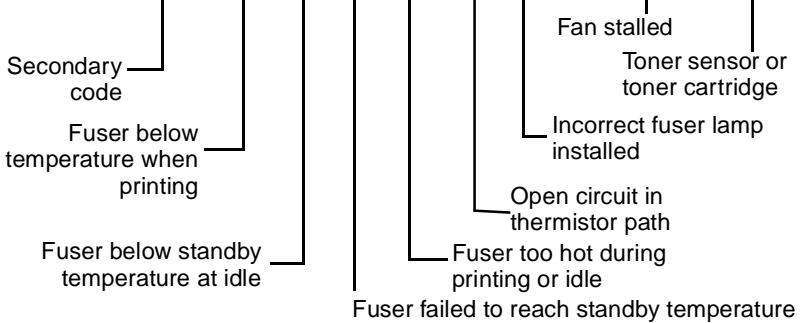 Fan stalled
Secondary
code
Toner sensor or
toner cartridge
Fuser below
temperature when
printing
Incorrect fuser lamp
installed
Open circuit in
thermistor path
Fuser below standby
temperature at idle
Fuser too hot during
printing or idle
Fuser failed to reach standby temperature